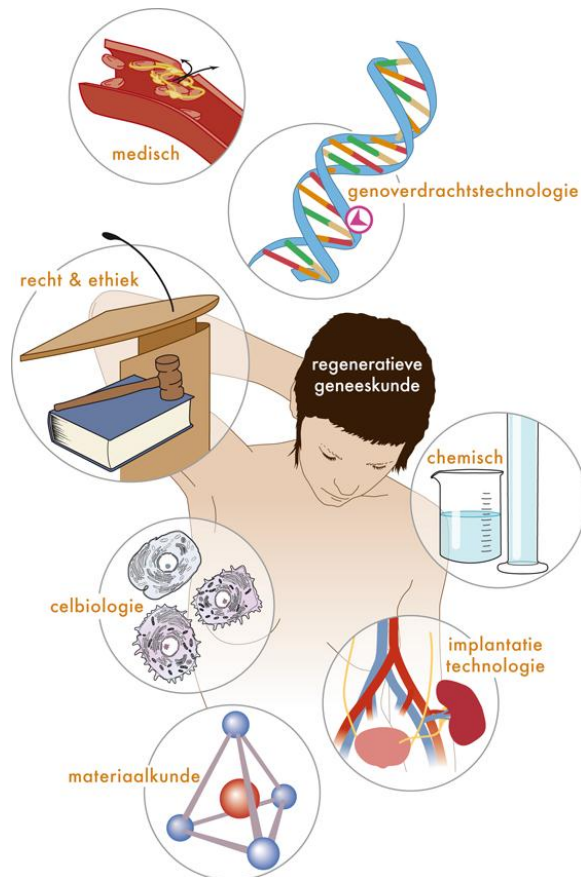 medisch
genoverdrachtstechnologie
recht & ethiek
regeneratieve
geneeskunde
chemisch
celbiologie
implantatie
technologie
materiaalkunde